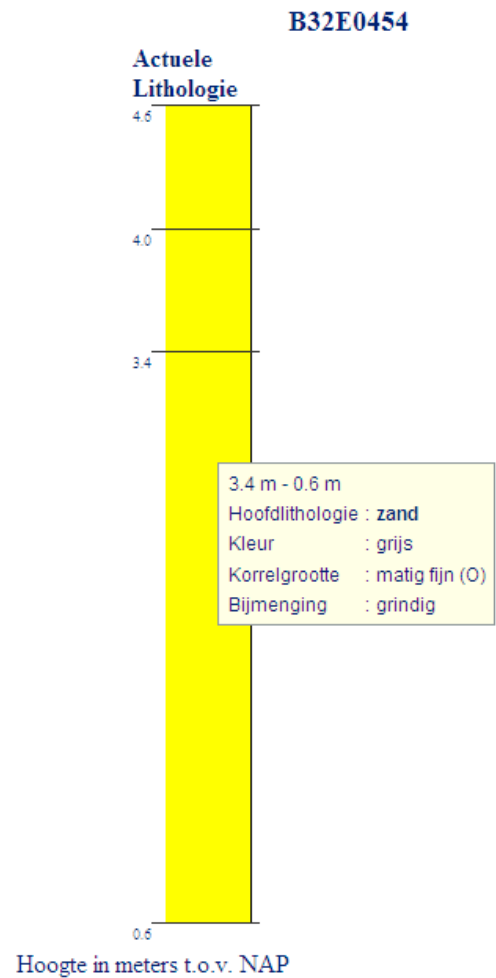 B32E0454
Actuele
Lithologie
4.6
4.0
3.4
3.4 m - 0.6 m
Hoofdlithologie : zand
Kleur : grijs
Korrelgrootte : matig fijn (O)
Bijmenging : grindig
0.6
Hoogte in meters t.o.v. NAP